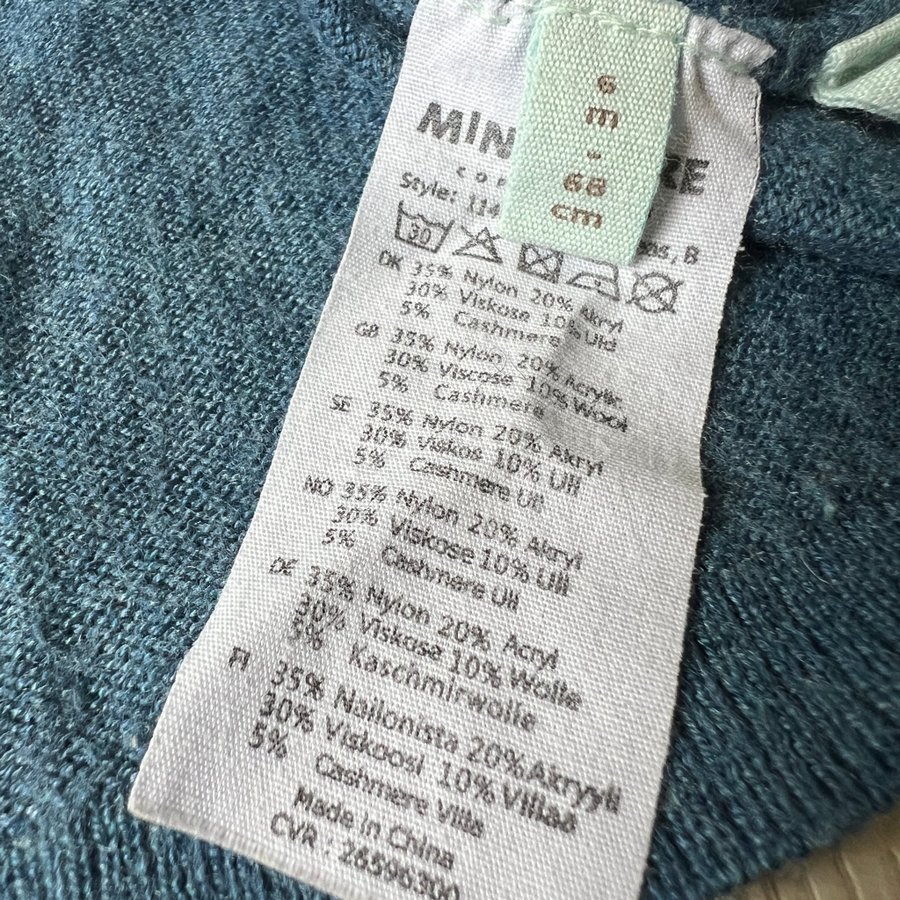 6
m
-
68
cm
MIN
RE
Style: 114
30
DK 35% Nylon 20% Akryl
30% Viskose 10% Uld
5% Cashmere
GB 35% Nylon 20% Acrylic
30% Viscose 10% Wool
5% Cashmere
SE 35% Nylon 20% Akryl
30% Viskos 10% Ull
5% Cashmere Ull
NO 35% Nylon 20% Akryl
30% Viskose 10% Ull
5% Cashmere Ull
DE 35% Nylon 20% Acryl
30% Viskose 10% Wolle
5% Kaschmirwolle
FI 35% Nailonista 20% Akryyli
30% Viskoosi 10% Villaa
5% Cashmere Villa
Made in China
CVR : 26596300